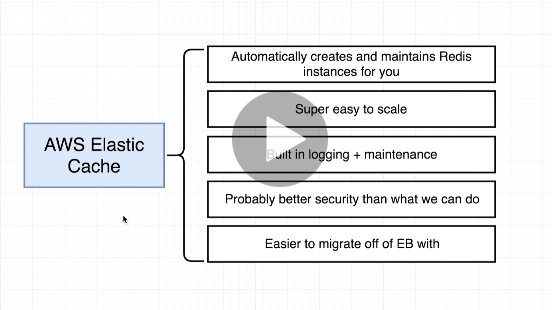 AWS Elastic
Cache
Automatically creates and maintains Redis
instances for you
Super easy to scale
Built in logging + maintenance
Probably better security than what we can do
Easier to migrate off of EB with